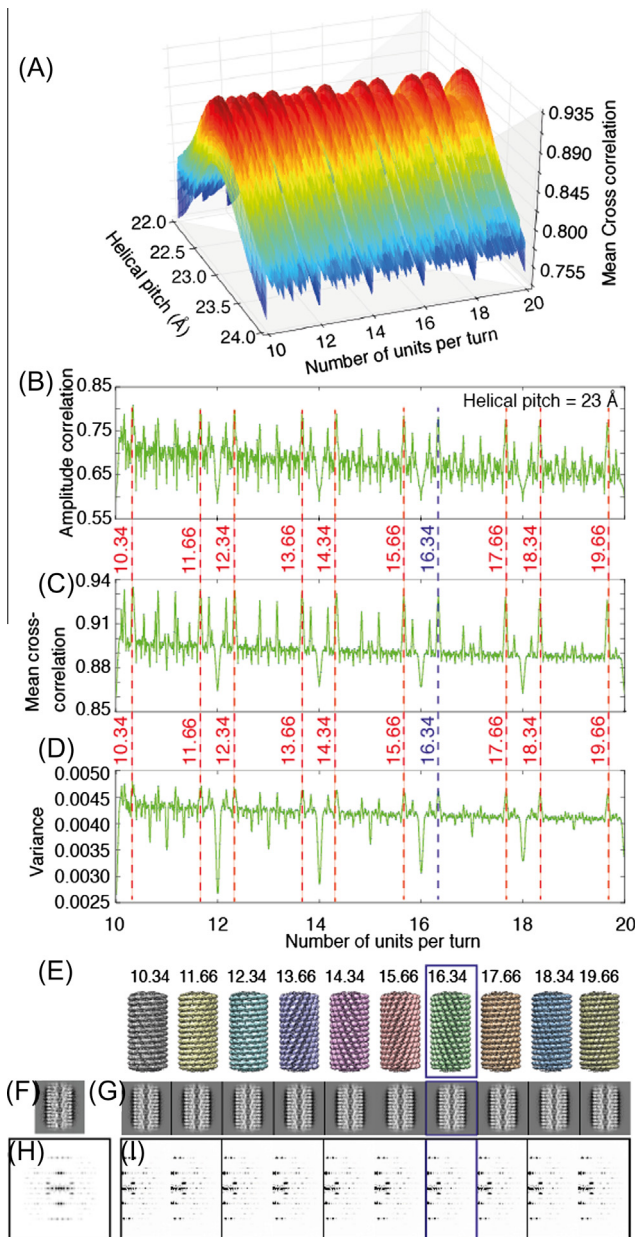 (A)
0.935
0.890
0.845
0.800
0.755
Mean Cross correlation
22.0
22.5
23.0
23.5
24.0
Helical pitch (Å)
10
12
14
16
18
20
Number of units per turn
(B)
Helical pitch = 23 Å
0.85
0.75
0.65
0.55
Amplitude correlation
10.34
11.66
12.34
13.66
14.34
15.66
16.34
17.66
18.34
19.66
(C)
0.94
0.91
0.88
0.85
Mean cross-
correlation
10.34
11.66
12.34
13.66
14.34
15.66
16.34
17.66
18.34
19.66
(D)
0.0050
0.0045
0.0040
0.0035
0.0030
0.0025
Variance
10 12 14 16 18 20
Number of units per turn
(E)
10.34 11.66 12.34 13.66 14.34 15.66 16.34 17.66 18.34 19.66
(F) (G)
(H) (I)